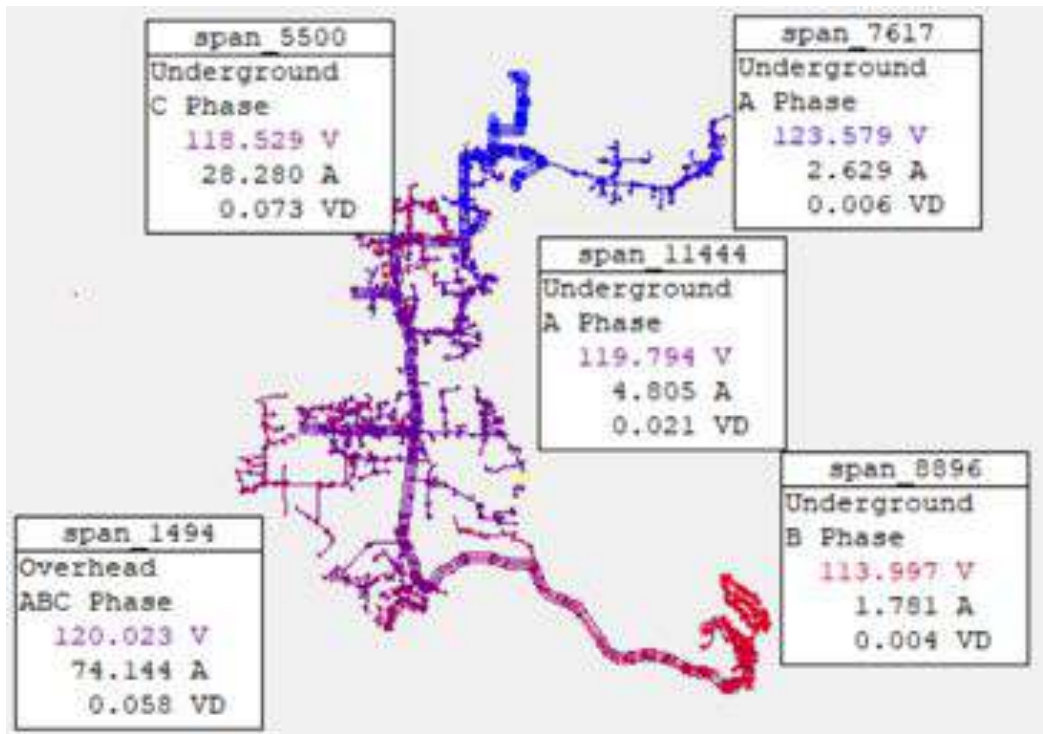 span_5500
Underground
C Phase
118.529 V
28.280 A
0.073 VD
span_7617
Underground
A Phase
123.579 V
2.629 A
0.006 VD
span_11444
Underground
A Phase
119.794 V
4.805 A
0.021 VD
span_8896
Underground
B Phase
113.997 V
1.781 A
0.004 VD
span_1494
Overhead
ABC Phase
120.023 V
74.144 A
0.058 VD